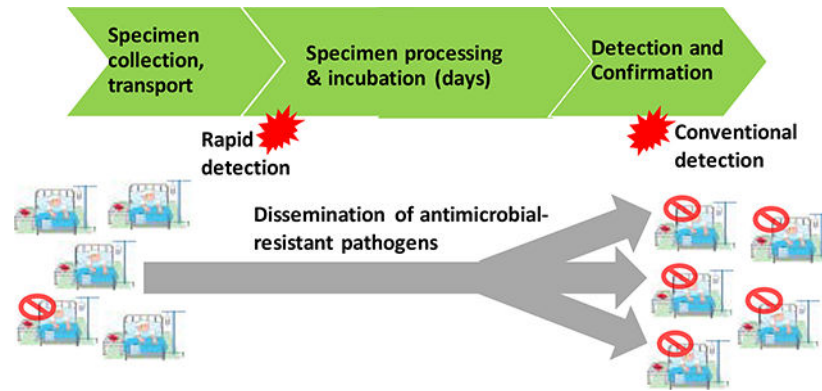 Specimen
collection,
transport
Specimen processing
& incubation (days)
Detection and
Confirmation
Rapid
detection
Conventional
detection
Dissemination of antimicrobial-
resistant pathogens